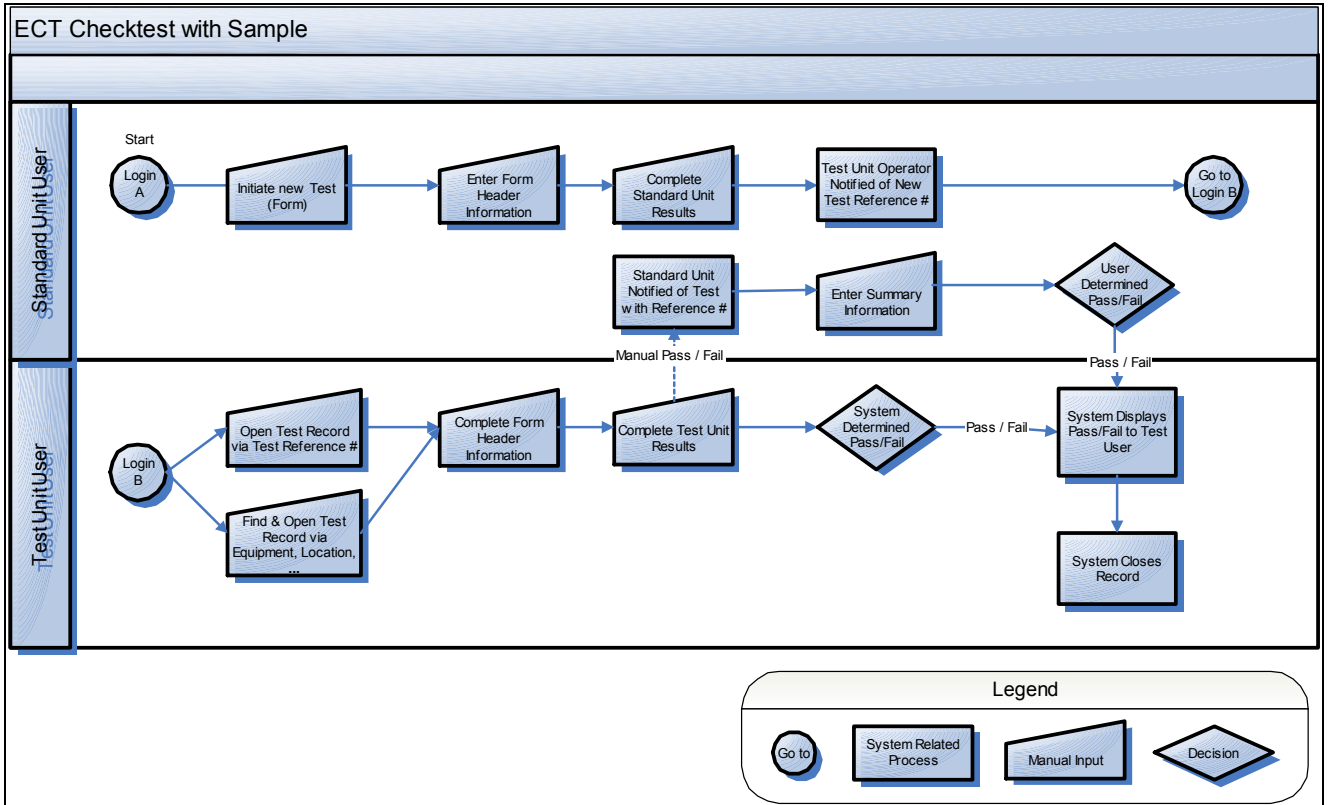 ECT Checktest with Sample
Standard Unit User
Start
Login
A
Initiate new Test
(Form)
Enter Form
Header
Information
Complete
Standard Unit
Results
Test Unit Operator
Notified of New
Test Reference #
Go to
Login B
Standard Unit
Notified of Test
with Reference #
Enter Summary
Information
User
Determined
Pass/Fail
Manual Pass / Fail
Pass / Fail
Test Unit User
Login
B
Open Test Record
via Test Reference #
Find & Open Test
Record via
Equipment, Location,
...
Complete Form
Header
Information
Complete Test Unit
Results
System
Determined
Pass/Fail
Pass / Fail
System Displays
Pass/Fail to Test
User
System Closes
Record
Legend
Go to
System Related
Process
Manual Input
Decision